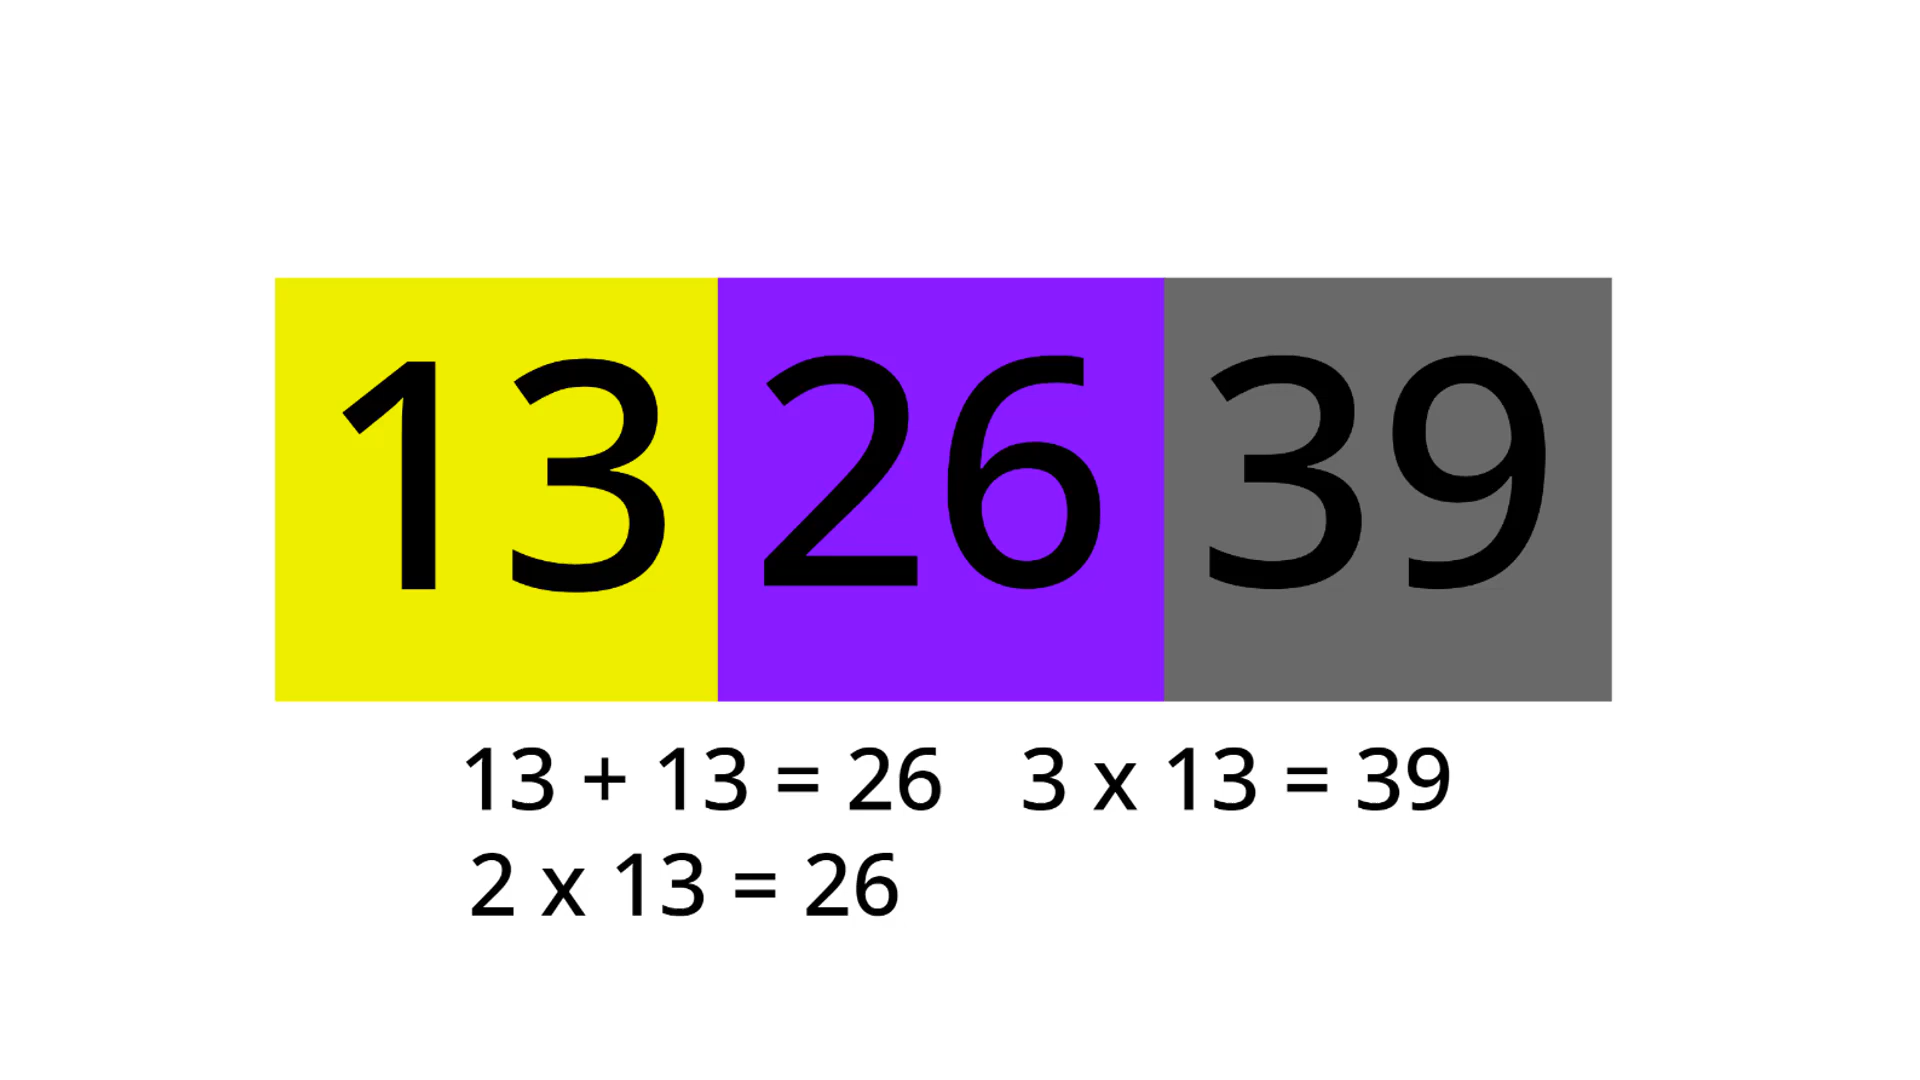 13 26 39
13 + 13 = 26 3 x 13 = 39
2 x 13 = 26